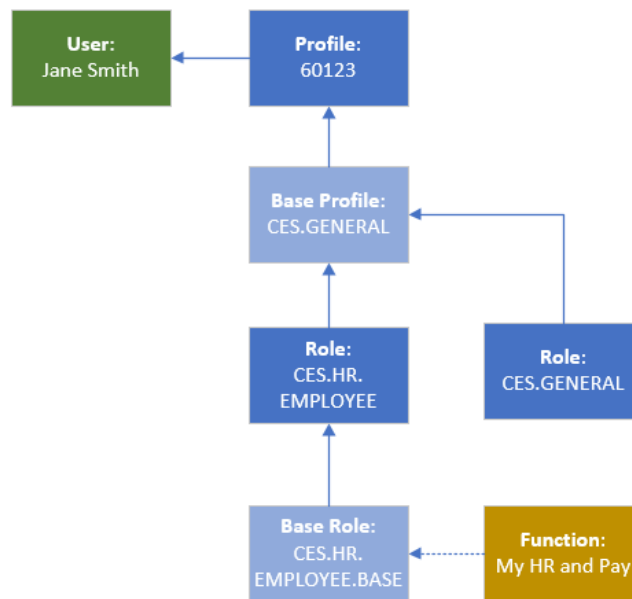 User:
Jane Smith
Profile:
60123
Base Profile:
CES.GENERAL
Role:
CES.HR.
EMPLOYEE
Role:
CES.GENERAL
Base Role:
CES.HR.
EMPLOYEE.BASE
Function:
My HR and Pay